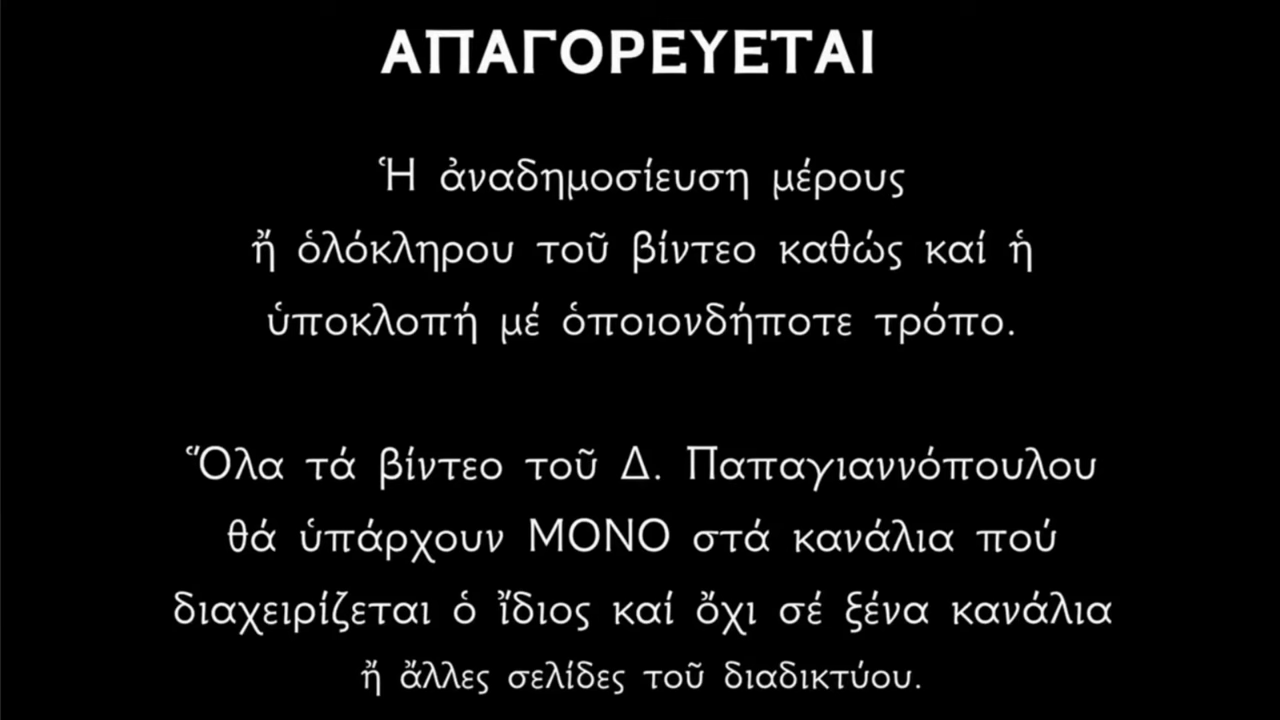 ΑΠΑΓΟΡΕΥΕΤΑΙ
Ἡ ἀναδημοσίευση μέρους
ἤ ὁλόκληρου τοῦ βίντεο καθώς καί ἡ
ὑποκλοπή μέ ὁποιονδήποτε τρόπο.
Ὅλα τά βίντεο τοῦ Δ. Παπαγιαννόπουλου
θά ὑπάρχουν ΜΟΝΟ στά κανάλια πού
διαχειρίζεται ὁ ἴδιος καί ὄχι σέ ξένα κανάλια
ἤ ἄλλες σελίδες τοῦ διαδικτύου.